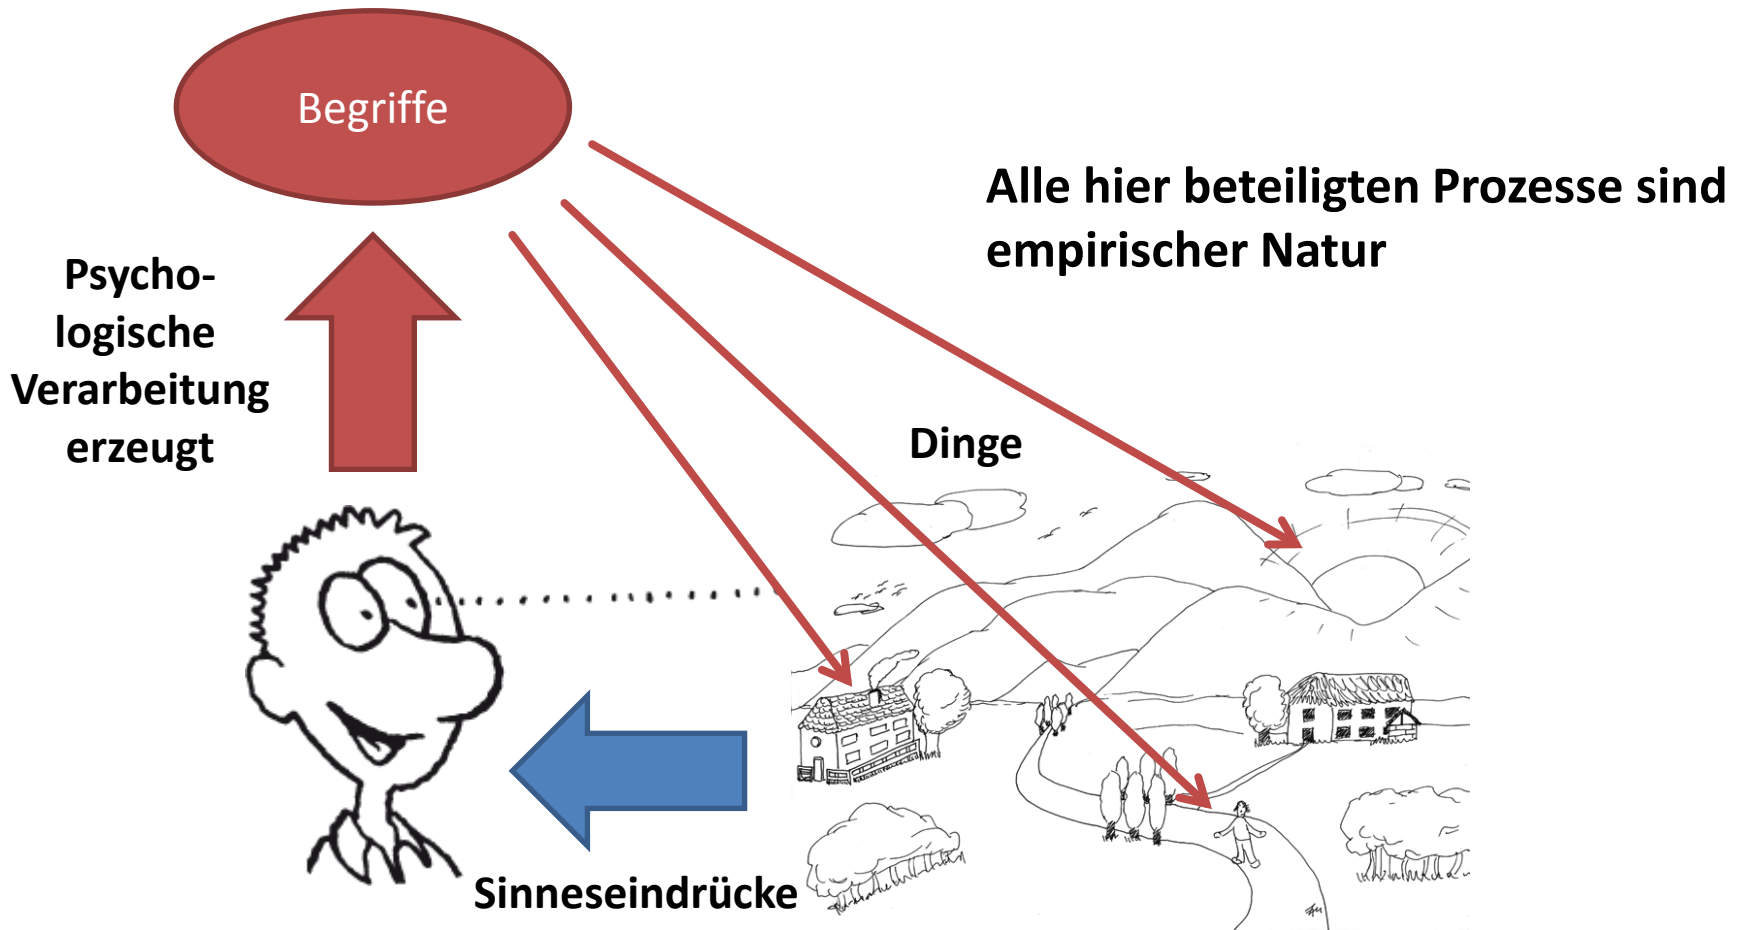 Begriffe
Alle hier beteiligten Prozesse sind
empirischer Natur
Psycho-
logische
Verarbeitung
erzeugt
Dinge
Sinneseindrücke